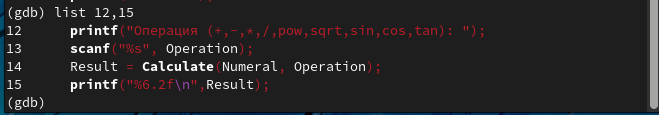 (gdb) list 12,15
12 printf("Операция (+,-,*,/,pow,sqrt,sin,cos,tan): ");
13 scanf("%s", Operation);
14 Result = Calculate(Numeral, Operation);
15 printf("%6.2f\n",Result);
(gdb)